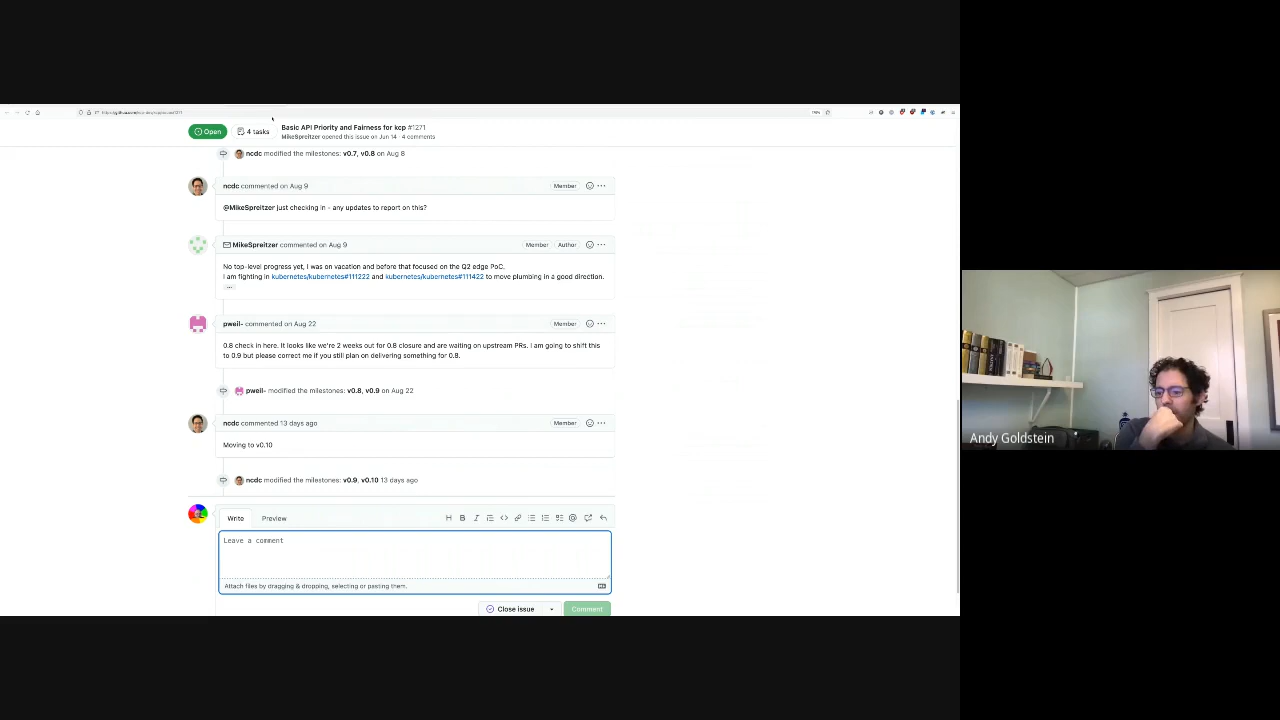 Open
4 tasks
Basic API Priority and Fairness for kcp #1271
MikeSpreitzer opened this issue on Jun 14 · 4 comments
ncdc modified the milestones: v0.7, v0.8 on Aug 8
ncdc commented on Aug 9
Member
@MikeSpreitzer just checking in - any updates to report on this?
MikeSpreitzer commented on Aug 9
Member
Author
No top-level progress yet, I was on vacation and before that focused on the Q2 edge PoC.
I am fighting in kubernetes/kubernetes#111222 and kubernetes/kubernetes#111422 to move plumbing in a good direction.
...
pweil- commented on Aug 22
Member
0.8 check in here. It looks like we're 2 weeks out for 0.8 closure and are waiting on upstream PRs. I am going to shift this
to 0.9 but please correct me if you still plan on delivering something for 0.8.
pweil- modified the milestones: v0.8, v0.9 on Aug 22
ncdc commented 13 days ago
Member
Moving to v0.10
ncdc modified the milestones: v0.9, v0.10 13 days ago
Write
Preview
Leave a comment
Attach files by dragging & dropping, selecting or pasting them.
Close issue
Comment
Andy Goldstein